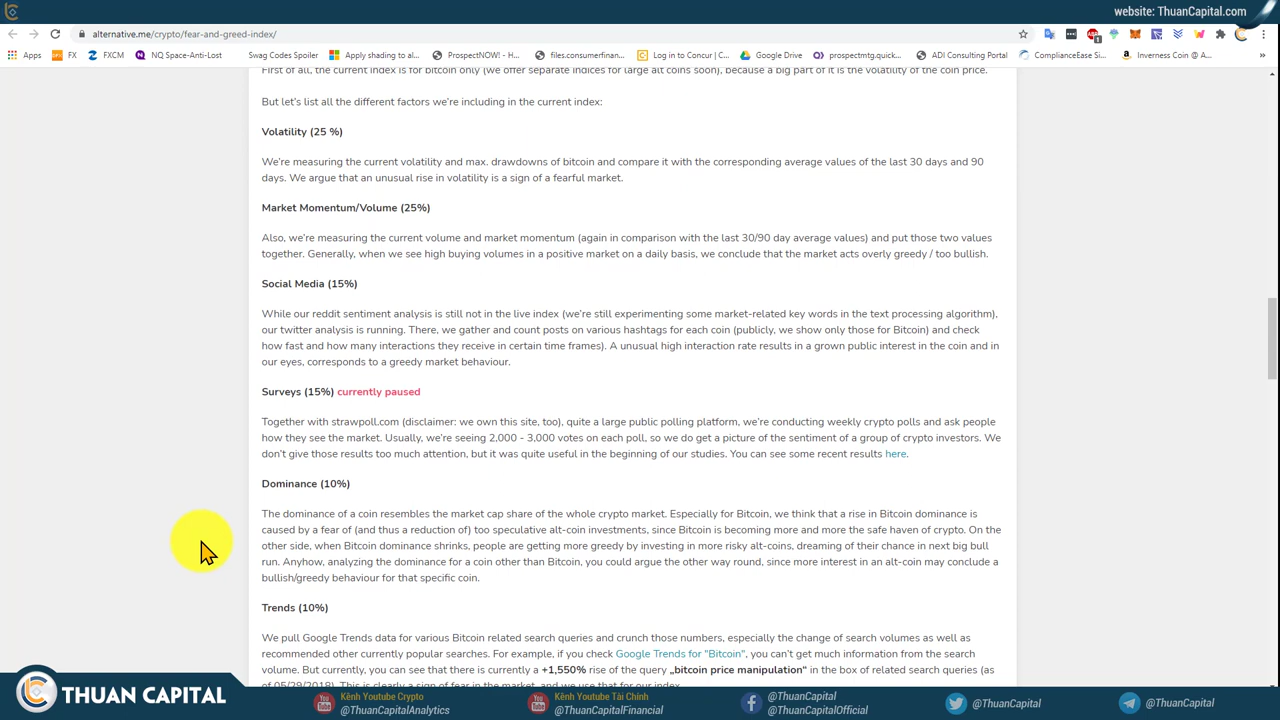 website: ThuanCapital.com
alternative.me/crypto/fear-and-greed-index/
Apps FX FXCM NQ Space-Anti-Lost Swag Codes Spoiler Apply shading to al... ProspectNOW! - H... files.consumerfinan... Log in to Concur | C... Google Drive prospectmtg.quick... ADI Consulting Portal ComplianceEase Si... Inverness Coin @ A... »
First of all, the current index is for bitcoin only (we offer separate indices for large alt coins soon), because a big part of it is the volatility of the coin price.
But let's list all the different factors we're including in the current index:
Volatility (25 %)
We're measuring the current volatility and max. drawdowns of bitcoin and compare it with the corresponding average values of the last 30 days and 90
days. We argue that an unusual rise in volatility is a sign of a fearful market.
Market Momentum/Volume (25%)
Also, we're measuring the current volume and market momentum (again in comparison with the last 30/90 day average values) and put those two values
together. Generally, when we see high buying volumes in a positive market on a daily basis, we conclude that the market acts overly greedy / too bullish.
Social Media (15%)
While our reddit sentiment analysis is still not in the live index (we're still experimenting some market-related key words in the text processing algorithm),
our twitter analysis is running. There, we gather and count posts on various hashtags for each coin (publicly, we show only those for Bitcoin) and check
how fast and how many interactions they receive in certain time frames). A unusual high interaction rate results in a grown public interest in the coin and in
our eyes, corresponds to a greedy market behaviour.
Surveys (15%) currently paused
Together with strawpoll.com (disclaimer: we own this site, too), quite a large public polling platform, we're conducting weekly crypto polls and ask people
how they see the market. Usually, we're seeing 2,000 - 3,000 votes on each poll, so we do get a picture of the sentiment of a group of crypto investors. We
don't give those results too much attention, but it was quite useful in the beginning of our studies. You can see some recent results here.
Dominance (10%)
The dominance of a coin resembles the market cap share of the whole crypto market. Especially for Bitcoin, we think that a rise in Bitcoin dominance is
caused by a fear of (and thus a reduction of) too speculative alt-coin investments, since Bitcoin is becoming more and more the safe haven of crypto. On the
other side, when Bitcoin dominance shrinks, people are getting more greedy by investing in more risky alt-coins, dreaming of their chance in next big bull
run. Anyhow, analyzing the dominance for a coin other than Bitcoin, you could argue the other way round, since more interest in an alt-coin may conclude a
bullish/greedy behaviour for that specific coin.
Trends (10%)
We pull Google Trends data for various Bitcoin related search queries and crunch those numbers, especially the change of search volumes as well as
recommended other currently popular searches. For example, if you check Google Trends for "Bitcoin", you can't get much information from the search
volume. But currently, you can see that there is currently a +1,550% rise of the query „bitcoin price manipulation“ in the box of related search queries (as
of 05/29/2018). This is clearly a sign of fear in the market, and we use that for our index.
THUAN CAPITAL
Kênh Youtube Crypto
@ThuanCapitalAnalytics
Kênh Youtube Tài Chính
@ThuanCapitalFinancial
@ThuanCapital
@ThuanCapitalOfficial
@ThuanCapital
@ThuanCapital